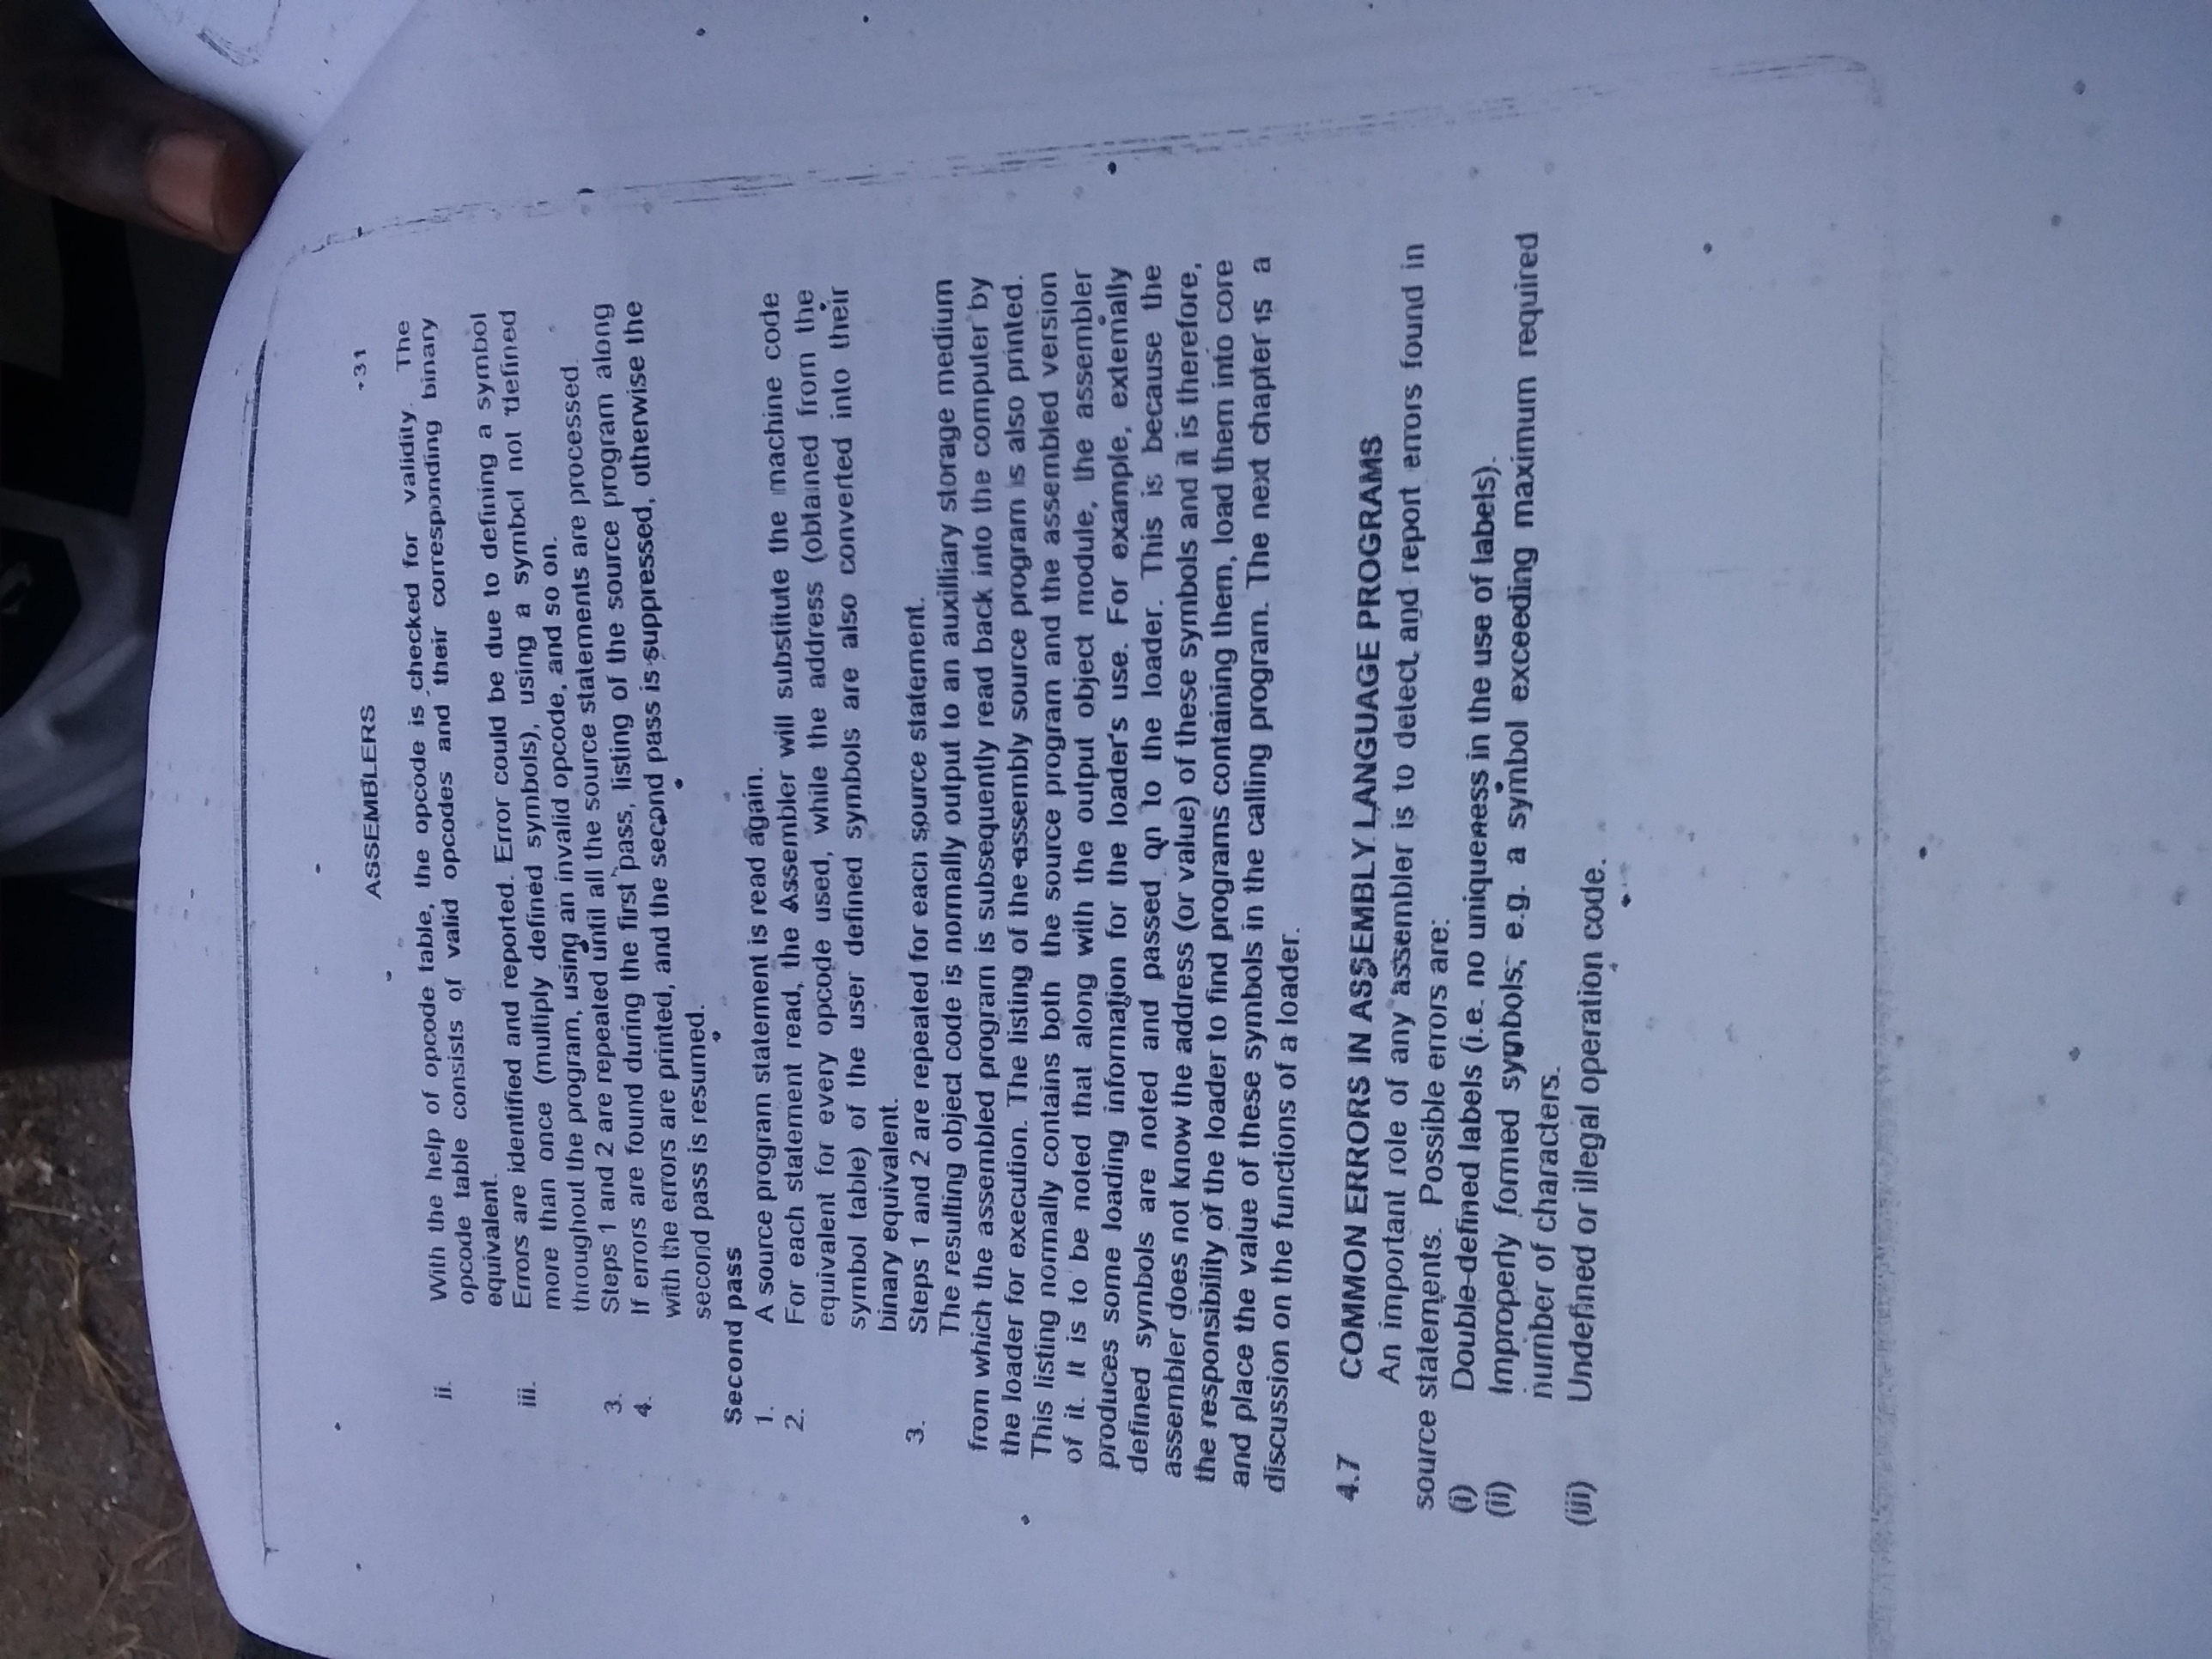 ASSEMBLERS 31
ii. With the help of opcode table, the opcode is checked for validity. The
opcode table consists of valid opcodes and their corresponding binary
equivalent.
iii. Errors are identified and reported. Error could be due to defining a symbol
more than once (multiply defined symbols), using a symbol not defined
throughout the program, using an invalid opcode, and so on.
3. Steps 1 and 2 are repeated until all the source statements are processed.
4. If errors are found during the first pass, listing of the source program along
with the errors are printed, and the second pass is suppressed, otherwise the
second pass is resumed.
Second pass
1. A source program statement is read again.
2. For each statement read, the Assembler will substitute the machine code
equivalent for every opcode used, while the address (obtained from the
symbol table) of the user defined symbols are also converted into their
binary equivalent.
3. Steps 1 and 2 are repeated for each source statement.
The resulting object code is normally output to an auxilliary storage medium
from which the assembled program is subsequently read back into the computer by
the loader for execution. The listing of the assembly source program is also printed.
This listing normally contains both the source program and the assembled version
of it. It is to be noted that along with the output object module, the assembler
produces some loading information for the loader's use. For example, externally
defined symbols are noted and passed on to the loader. This is because the
assembler does not know the address (or value) of these symbols and it is therefore,
the responsibility of the loader to find programs containing them, load them into core
and place the value of these symbols in the calling program. The next chapter is a
discussion on the functions of a loader.
4.7 COMMON ERRORS IN ASSEMBLY LANGUAGE PROGRAMS
An important role of any assembler is to detect and report errors found in
source statements. Possible errors are:
(i) Double-defined labels (i.e. no uniqueness in the use of labels).
(ii) Improperly formed symbols; e.g. a symbol exceeding maximum required
number of characters.
(iii) Undefined or illegal operation code.